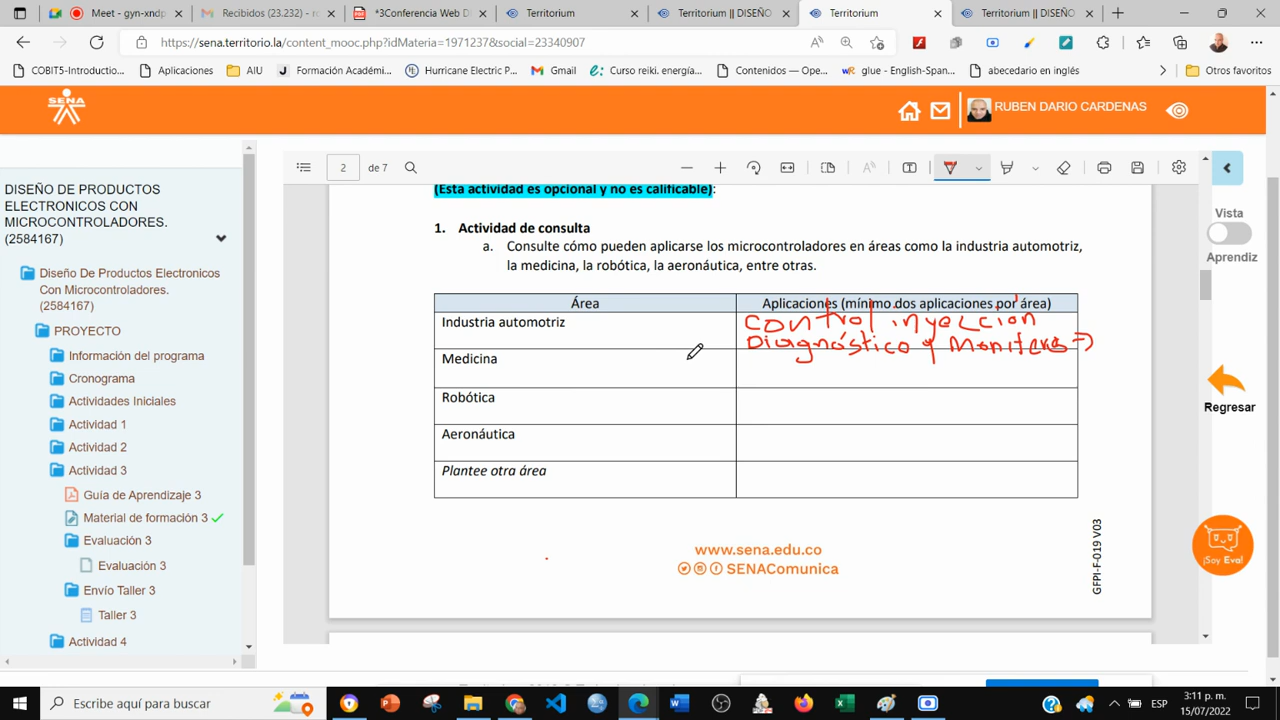 Meet - gyn-xndp
Recibidos (23.232) - r
*3Conferencia Web D
Territorium
Territorium || DISEÑO
Territorium
Territorium || DISEÑO
https://sena.territorio.la/content_mooc.php?idMateria=1971237&social=23340907
COBIT5-Introductio...
Aplicaciones
AIU
Formación Académi...
Hurricane Electric P...
Gmail
Curso reiki. energía...
Contenidos — Ope...
glue - English-Span...
abecedario en inglés
Otros favoritos
SENA
RUBEN DARIO CARDENAS
2 de 7
DISEÑO DE PRODUCTOS
ELECTRONICOS CON
MICROCONTROLADORES.
(2584167)
Diseño De Productos Electronicos
Con Microcontroladores.
(2584167)
PROYECTO
Información del programa
Cronograma
Actividades Iniciales
Actividad 1
Actividad 2
Actividad 3
Guía de Aprendizaje 3
Material de formación 3
Evaluación 3
Evaluación 3
Envío Taller 3
Taller 3
Actividad 4
(Esta actividad es opcional y no es calificable):
1. Actividad de consulta
a. Consulte cómo pueden aplicarse los microcontroladores en áreas como la industria automotriz,
la medicina, la robótica, la aeronáutica, entre otras.
Área
Aplicaciones (mínimo dos aplicaciones por área)
Industria automotriz
Control inyección
Diagnóstico y Moniteres
Medicina
Robótica
Aeronáutica
Plantee otra área
www.sena.edu.co
SENAComunica
GFPI-F-019 V03
Vista
Aprendiz
Regresar
¡Soy Eva!
Escribe aquí para buscar
ESP
3:11 p. m.
15/07/2022